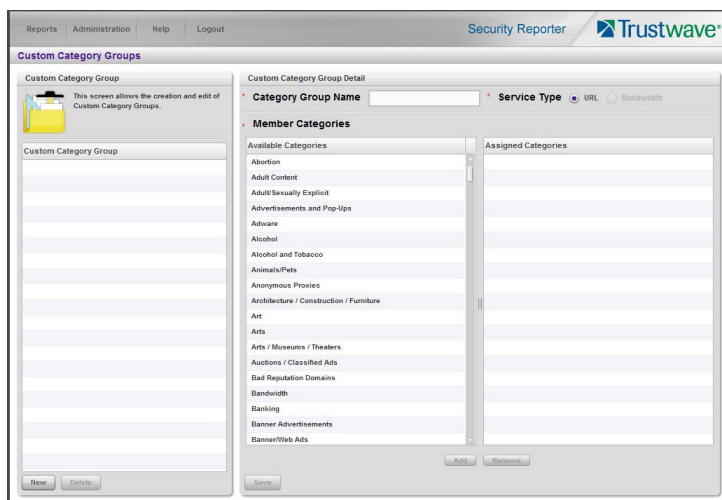 Reports Administration Help Logout
Security Reporter
Trustwave®
Custom Category Groups
Custom Category Group
This screen allows the creation and edit of
Custom Category Groups.
Custom Category Group
New Delete
Custom Category Group Detail
* Category Group Name * Service Type URL Bandwidth
* Member Categories
Available Categories
Abortion
Adult Content
Adult/Sexually Explicit
Advertisements and Pop-Ups
Adware
Alcohol
Alcohol and Tobacco
Animals/Pets
Anonymous Proxies
Architecture / Construction / Furniture
Art
Arts
Arts / Museums / Theaters
Auctions / Classified Ads
Bad Reputation Domains
Bandwidth
Banking
Banner Advertisements
Banner/Web Ads
Assigned Categories
Add Remove
Save